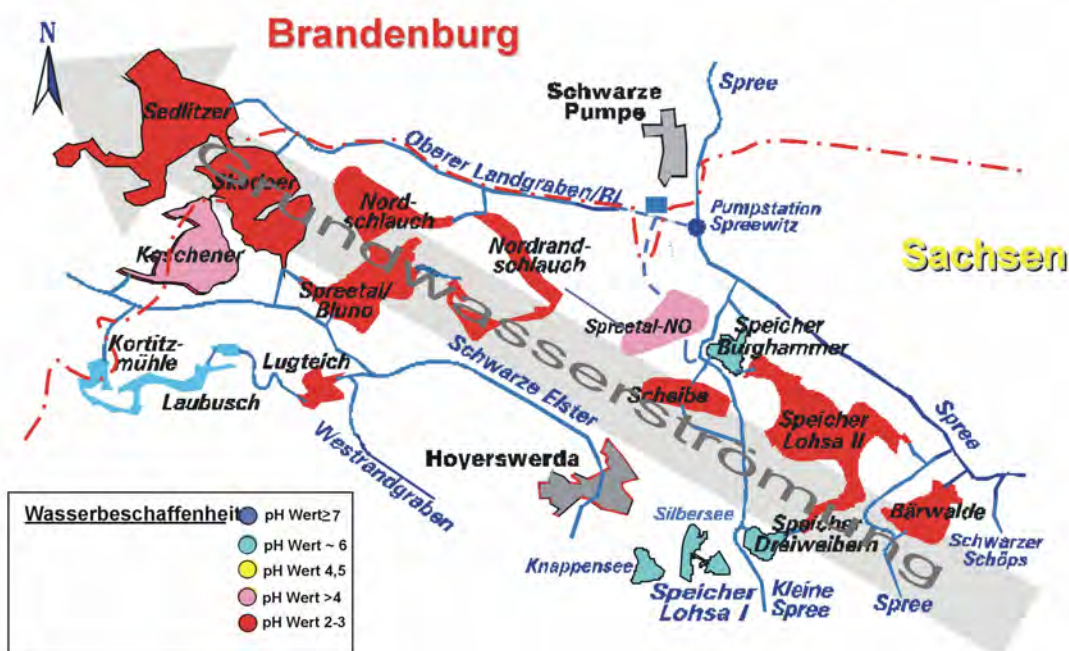 Brandenburg
N
Sedlitzer
Schwarze
Pumpe
Spree
Skadoer
Oberer Landgraben/RL
Nord-
schlauch
Pumpstation
Spreewitz
Koschener
Nordrand-
schlauch
Sachsen
Spreetal/
Bluno
Spreetal-NO
Speicher
Burghammer
Kortitz-
mühle
Lugteich
Laubusch
Schwarze Elster
Scheibe
Speicher
Lohsa II
Spree
Westrandgraben
Hoyerswerda
Grundwasserströmung
Wasserbeschaffenheit
pH Wert≥7
pH Wert ~ 6
pH Wert 4,5
pH Wert >4
pH Wert 2-3
Silbersee
Speicher
Dreiweibern
Bärwalde
Schwarzer
Schöps
Knappensee
Speicher
Lohsa I
Kleine
Spree
Spree